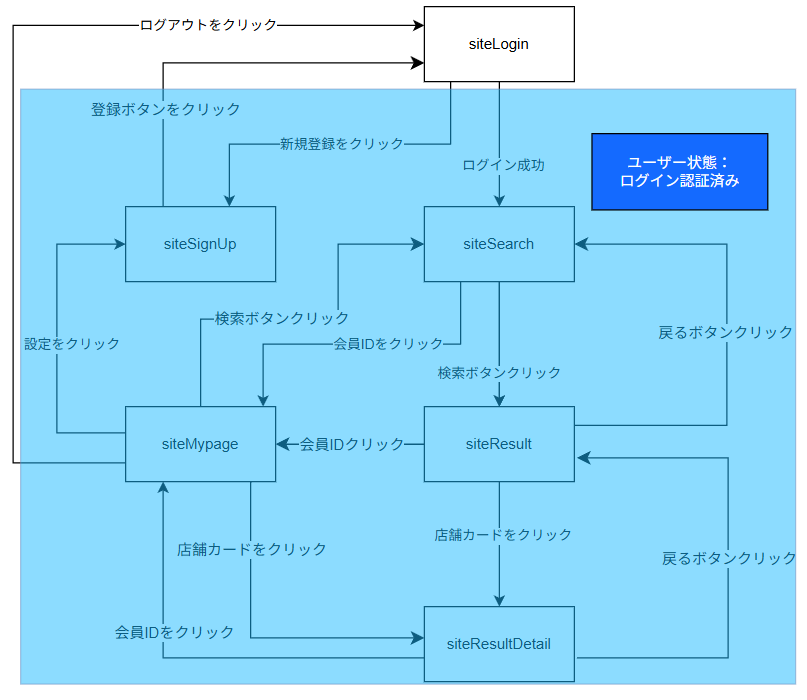 ログアウトをクリック
siteLogin
登録ボタンをクリック
新規登録をクリック
ログイン成功
ユーザー状態：
ログイン認証済み
siteSignUp
siteSearch
検索ボタンクリック
戻るボタンクリック
設定をクリック
会員IDをクリック
検索ボタンクリック
siteMypage
会員IDクリック
siteResult
店舗カードをクリック
店舗カードをクリック
戻るボタンクリック
会員IDをクリック
siteResultDetail